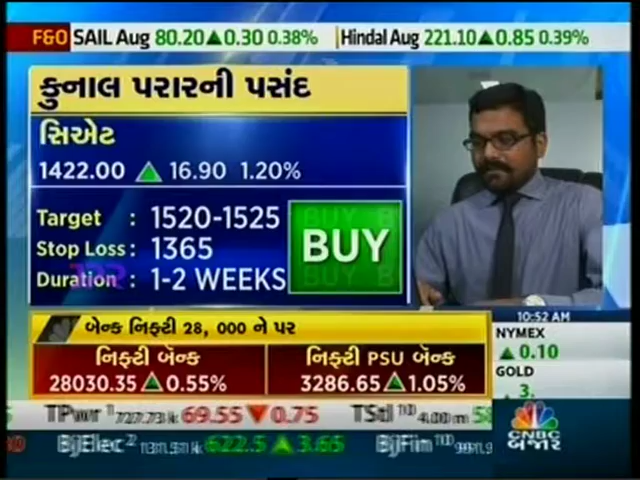 F&O SAIL Aug 80.20▲0.30 0.38% Hindal Aug 221.10▲0.85 0.39%
કુનાલ પરારની પસંદ
સિએટ
1422.00 ▲ 16.90 1.20%
Target : 1520-1525
Stop Loss: 1365
Duration : 1-2 WEEKS
BUY
10:52 AM
બેન્ક નિફ્ટી 28, 000 ને પર
નિફ્ટી બૅન્ક
28030.35▲0.55%
નિફ્ટી PSU બૅન્ક
3286.65▲1.05%
NYMEX
▲0.10
GOLD
▲ 3.
TPwr 69.55▼0.75 TStl
BjElec 622.5▲3.65 BjFin
CNBC
બજાર